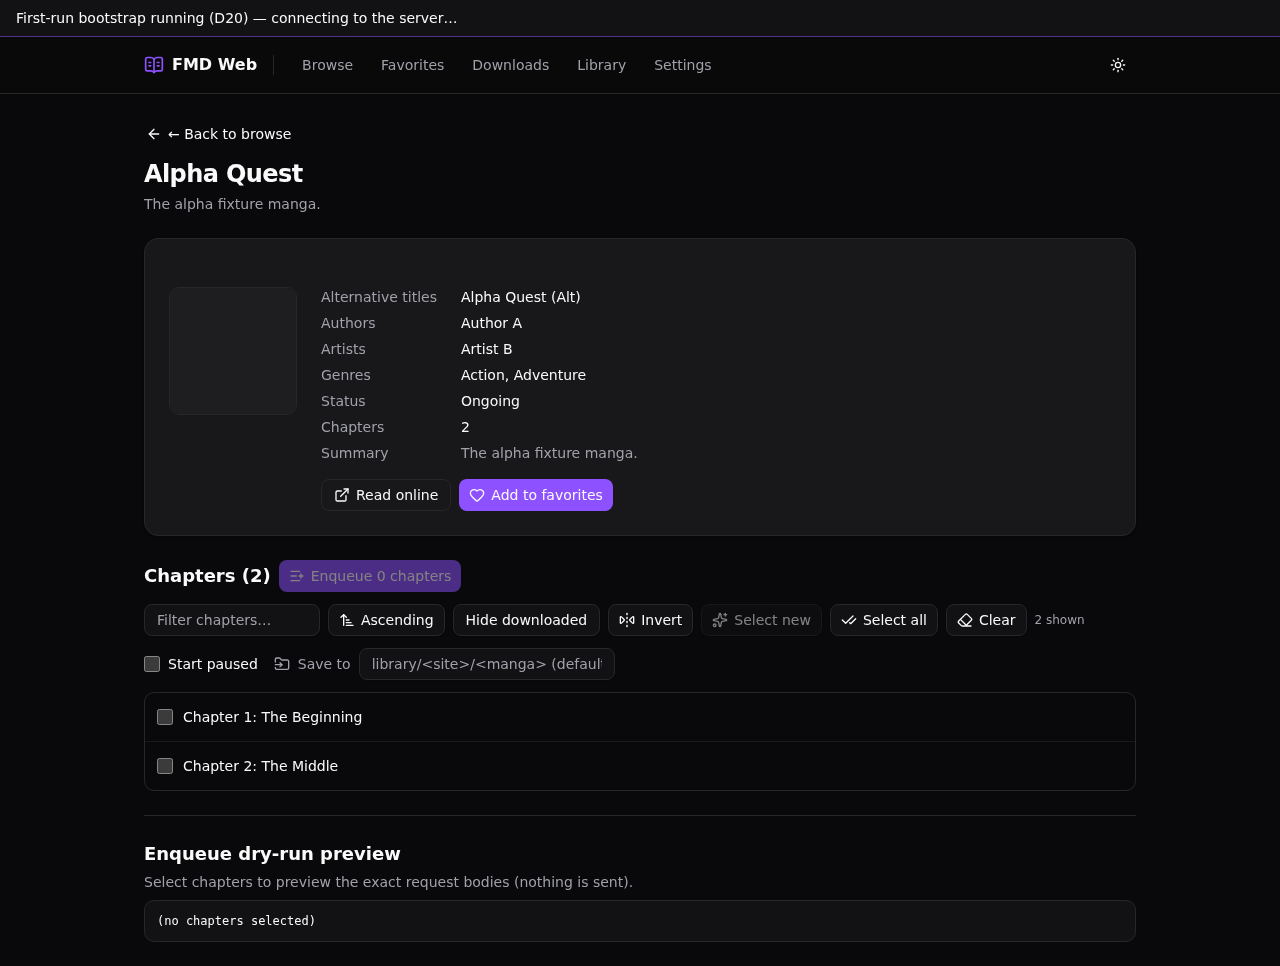 First-run bootstrap running (D20) — connecting to the server…
FMD Web Browse Favorites Downloads Library Settings
← Back to browse
Alpha Quest
The alpha fixture manga.
Alternative titles Alpha Quest (Alt)
Authors Author A
Artists Artist B
Genres Action, Adventure
Status Ongoing
Chapters 2
Summary The alpha fixture manga.
Read online Add to favorites
Chapters (2) Enqueue 0 chapters
Filter chapters… Ascending Hide downloaded Invert Select new Select all Clear 2 shown
Start paused Save to library/<site>/<manga> (defaul
Chapter 1: The Beginning
Chapter 2: The Middle
Enqueue dry-run preview
Select chapters to preview the exact request bodies (nothing is sent).
(no chapters selected)